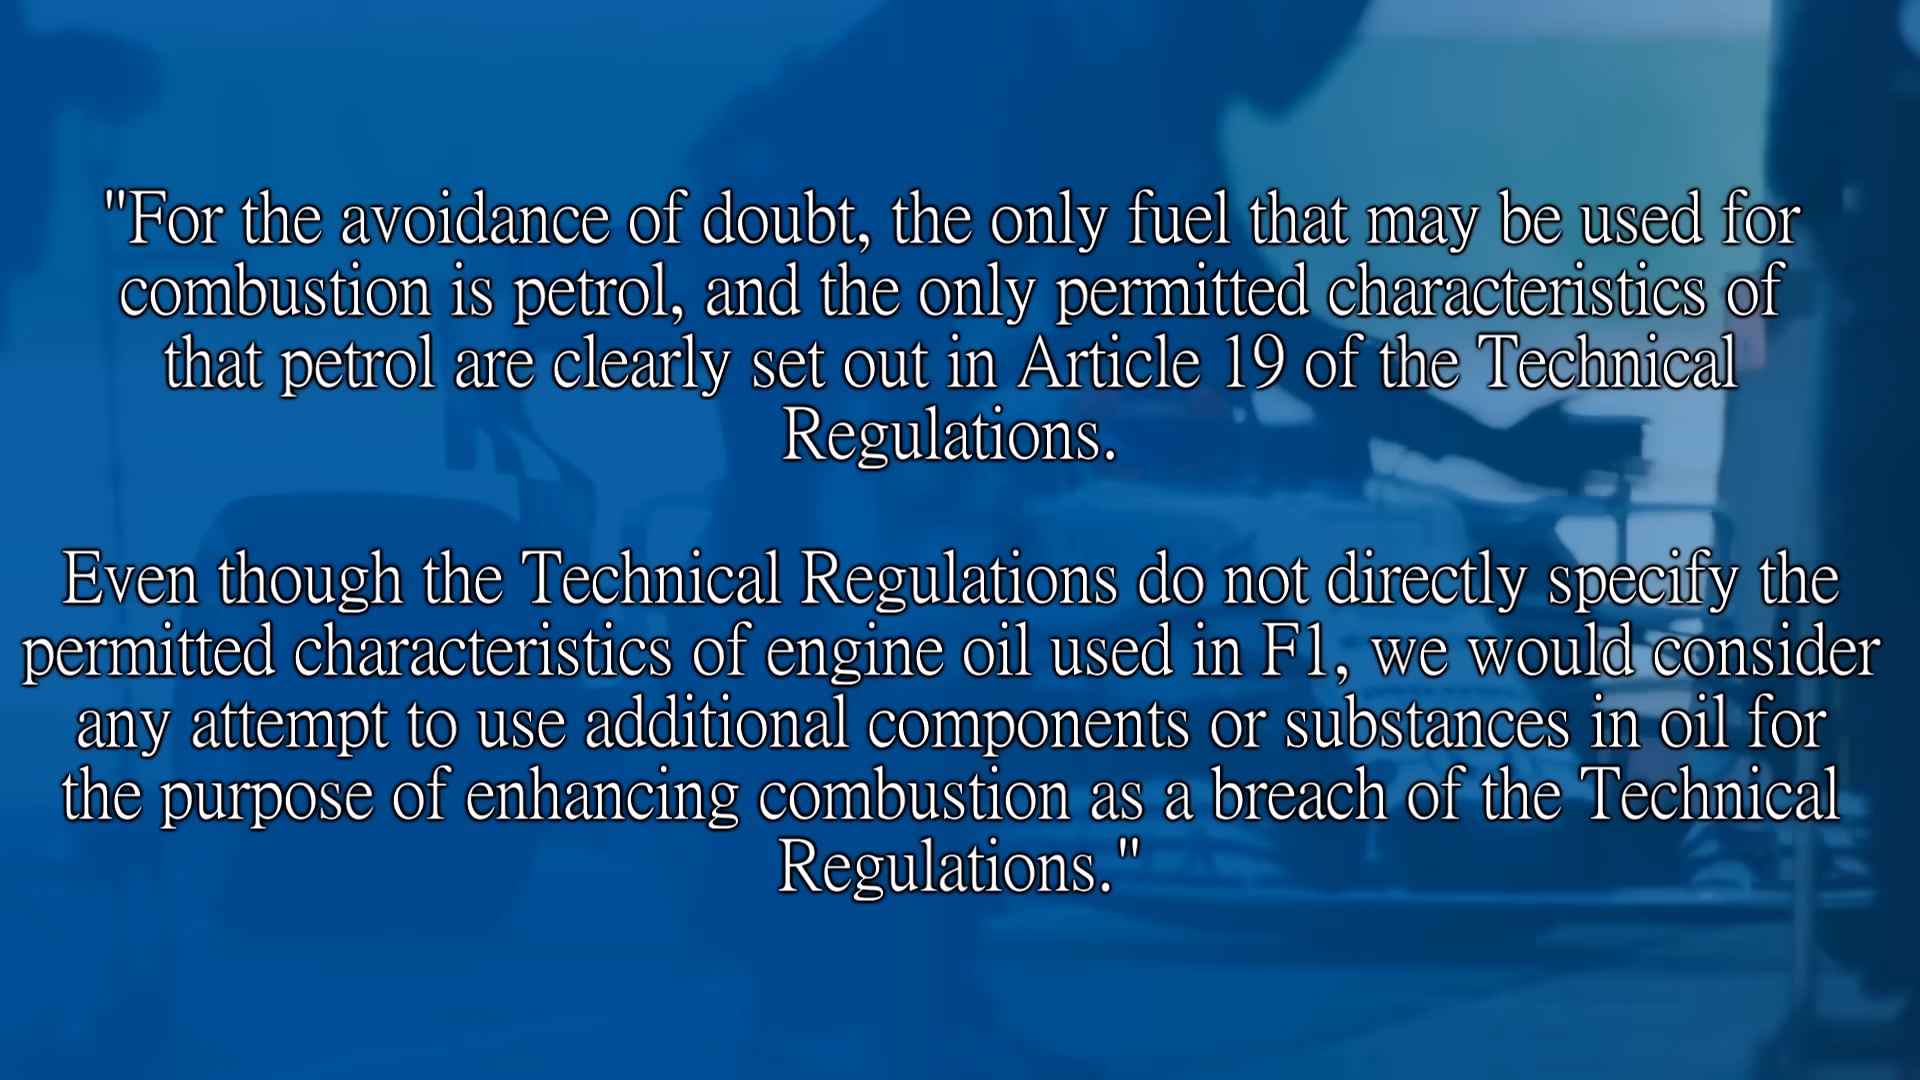 "For the avoidance of doubt, the only fuel that may be used for
combustion is petrol, and the only permitted characteristics of
that petrol are clearly set out in Article 19 of the Technical
Regulations.
Even though the Technical Regulations do not directly specify the
permitted characteristics of engine oil used in F1, we would consider
any attempt to use additional components or substances in oil for
the purpose of enhancing combustion as a breach of the Technical
Regulations."